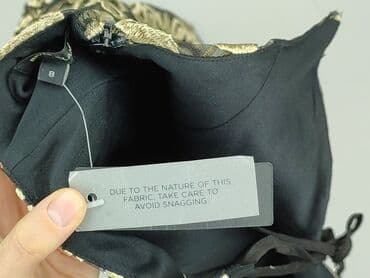 8
DUE TO THE NATURE OF THIS
FABRIC, TAKE CARE TO
AVOID SNAGGING